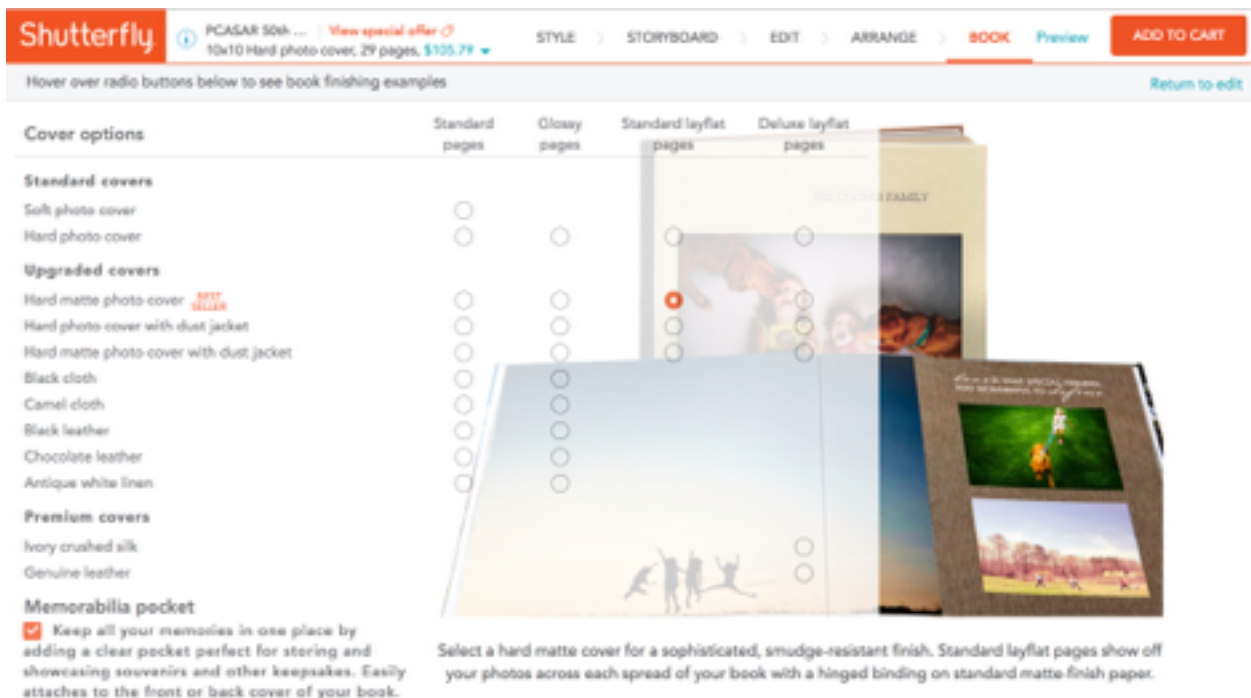 Shutterfly
PCASAR 50th ... View special offer
10x10 Hard photo cover, 29 pages, $105.79
STYLE STORYBOARD EDIT ARRANGE BOOK Preview ADD TO CART
Hover over radio buttons below to see book finishing examples
Return to edit
Cover options
Standard pages
Glossy pages
Standard layflat pages
Deluxe layflat pages
THE COOPER FAMILY
Standard covers
Soft photo cover
Hard photo cover
Upgraded covers
Hard matte photo cover BEST SELLER
Hard photo cover with dust jacket
Hard matte photo cover with dust jacket
Black cloth
Camel cloth
Black leather
Chocolate leather
Antique white linen
Premium covers
Ivory crushed silk
Genuine leather
Memorabilia pocket
Keep all your memories in one place by
adding a clear pocket perfect for storing and
showcasing souvenirs and other keepsakes. Easily
attaches to the front or back cover of your book.
Select a hard matte cover for a sophisticated, smudge-resistant finish. Standard layflat pages show off
your photos across each spread of your book with a hinged binding on standard matte-finish paper.